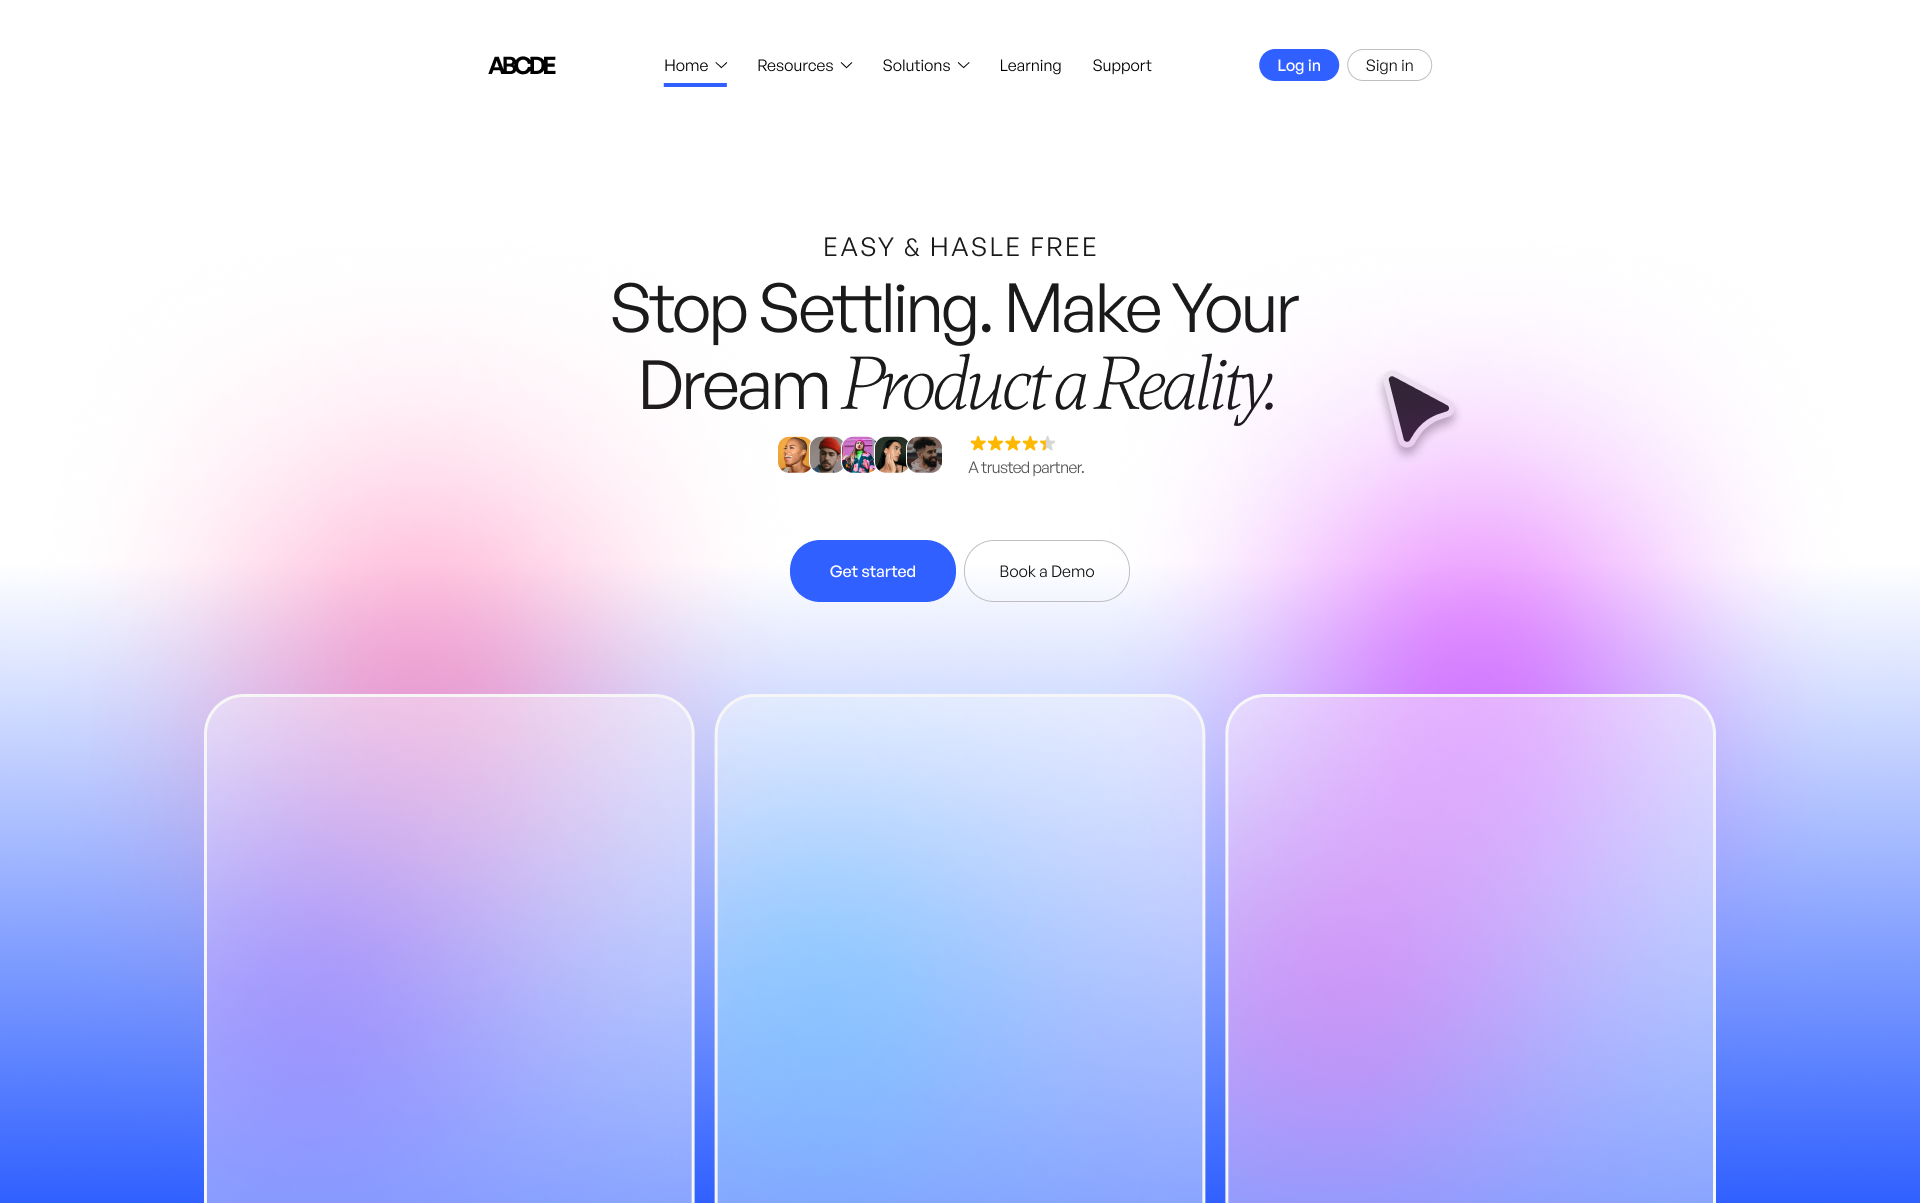 ABCDE
Home
Resources
Solutions
Learning
Support
Log in
Sign in
EASY & HASLE FREE
Stop Settling. Make Your
Dream Product a Reality.
A trusted partner.
Get started
Book a Demo